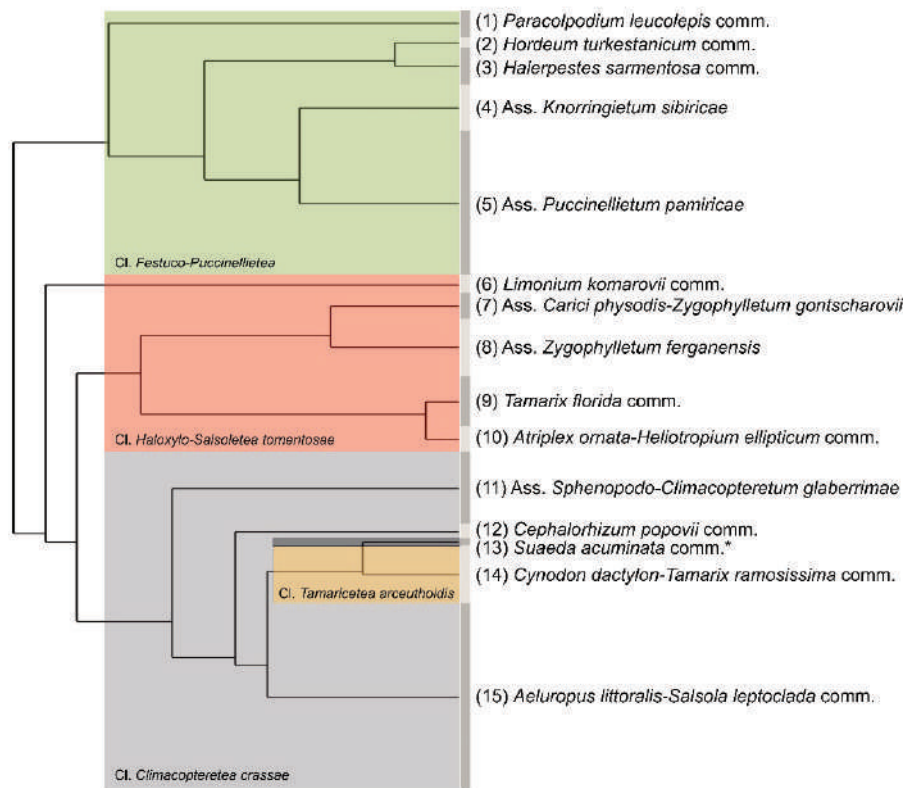 (1) Paracolpodium leucolepis comm.
(2) Hordeum turkestanicum comm.
(3) Halerpestes sarmentosa comm.
(4) Ass. Knorringietum sibiricae
(5) Ass. Puccinellietum pamiricae
Cl. Festuco-Puccinellietea
(6) Limonium komarovii comm.
(7) Ass. Carici physodis-Zygophylletum gontscharovii
(8) Ass. Zygophylletum ferganensis
(9) Tamarix florida comm.
Cl. Haloxylo-Salsoletea tomentosae
(10) Atriplex ornata-Heliotropium ellipticum comm.
(11) Ass. Sphenopodo-Climacopteretum glaberrimae
(12) Cephalorhizum popovii comm.
(13) Suaeda acuminata comm.*
(14) Cynodon dactylon-Tamarix ramosissima comm.
Cl. Tamaricetea arceuthoidis
(15) Aeluropus littoralis-Salsola leptoclada comm.
Cl. Climacopteretea crassae